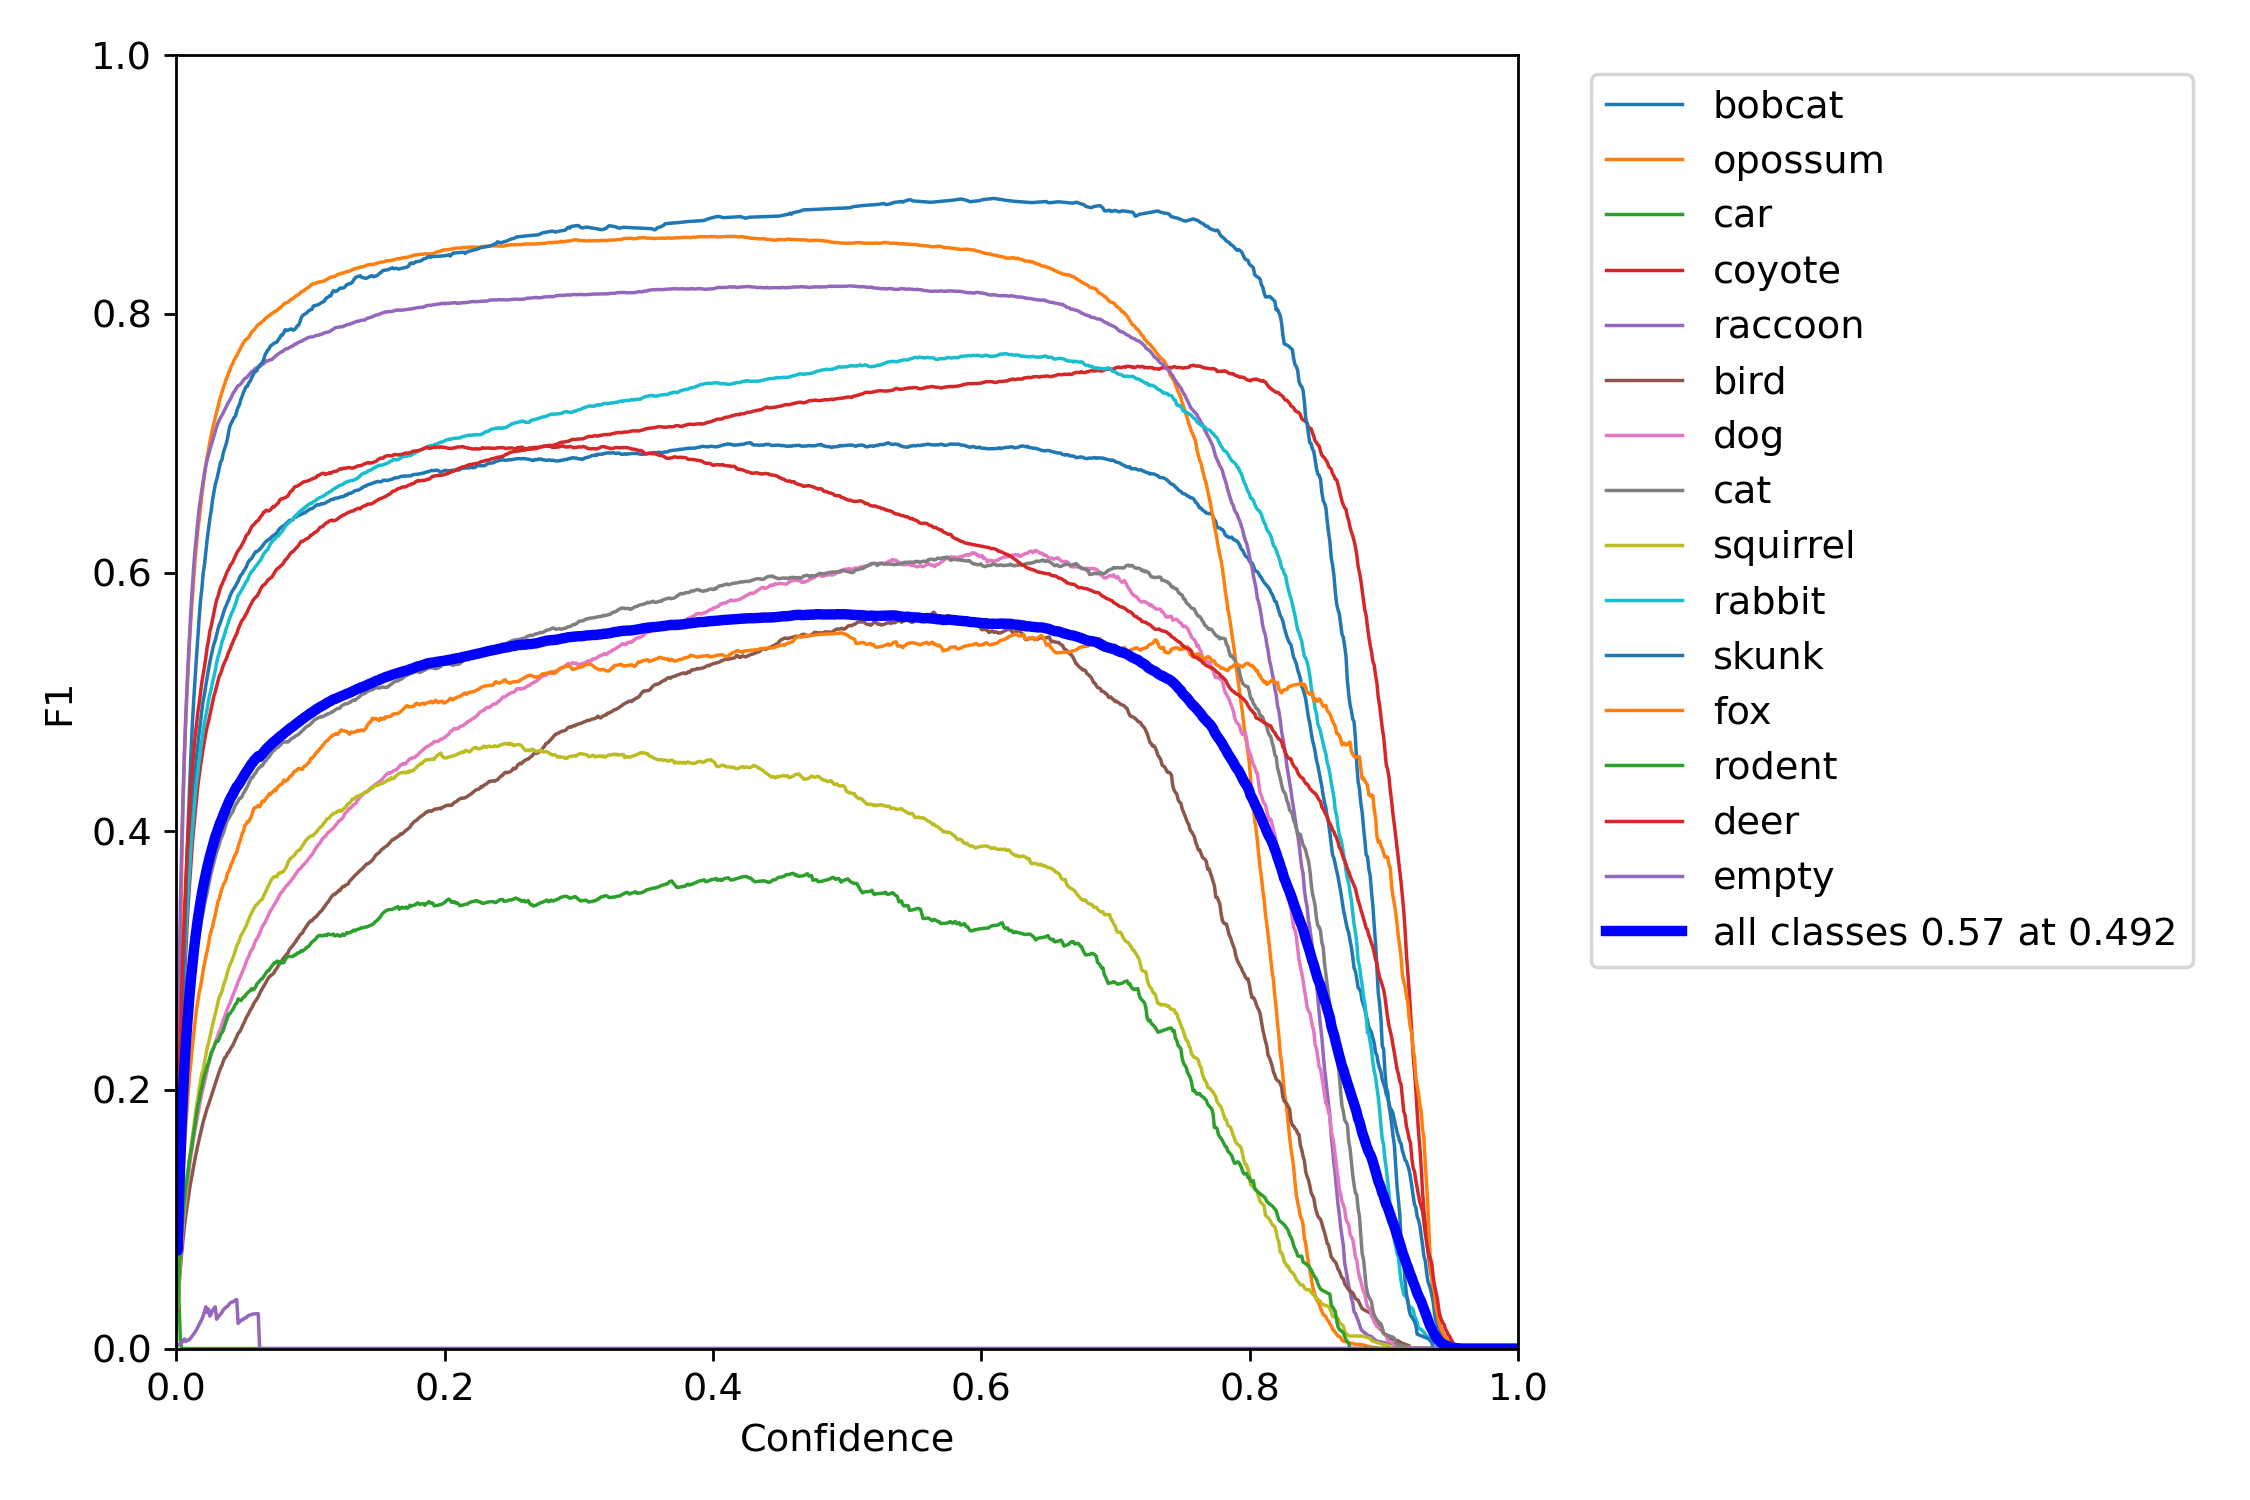 1.0
0.8
0.6
0.4
0.2
0.0
F1
0.0 0.2 0.4 0.6 0.8 1.0
Confidence
bobcat
opossum
car
coyote
raccoon
bird
dog
cat
squirrel
rabbit
skunk
fox
rodent
deer
empty
all classes 0.57 at 0.492